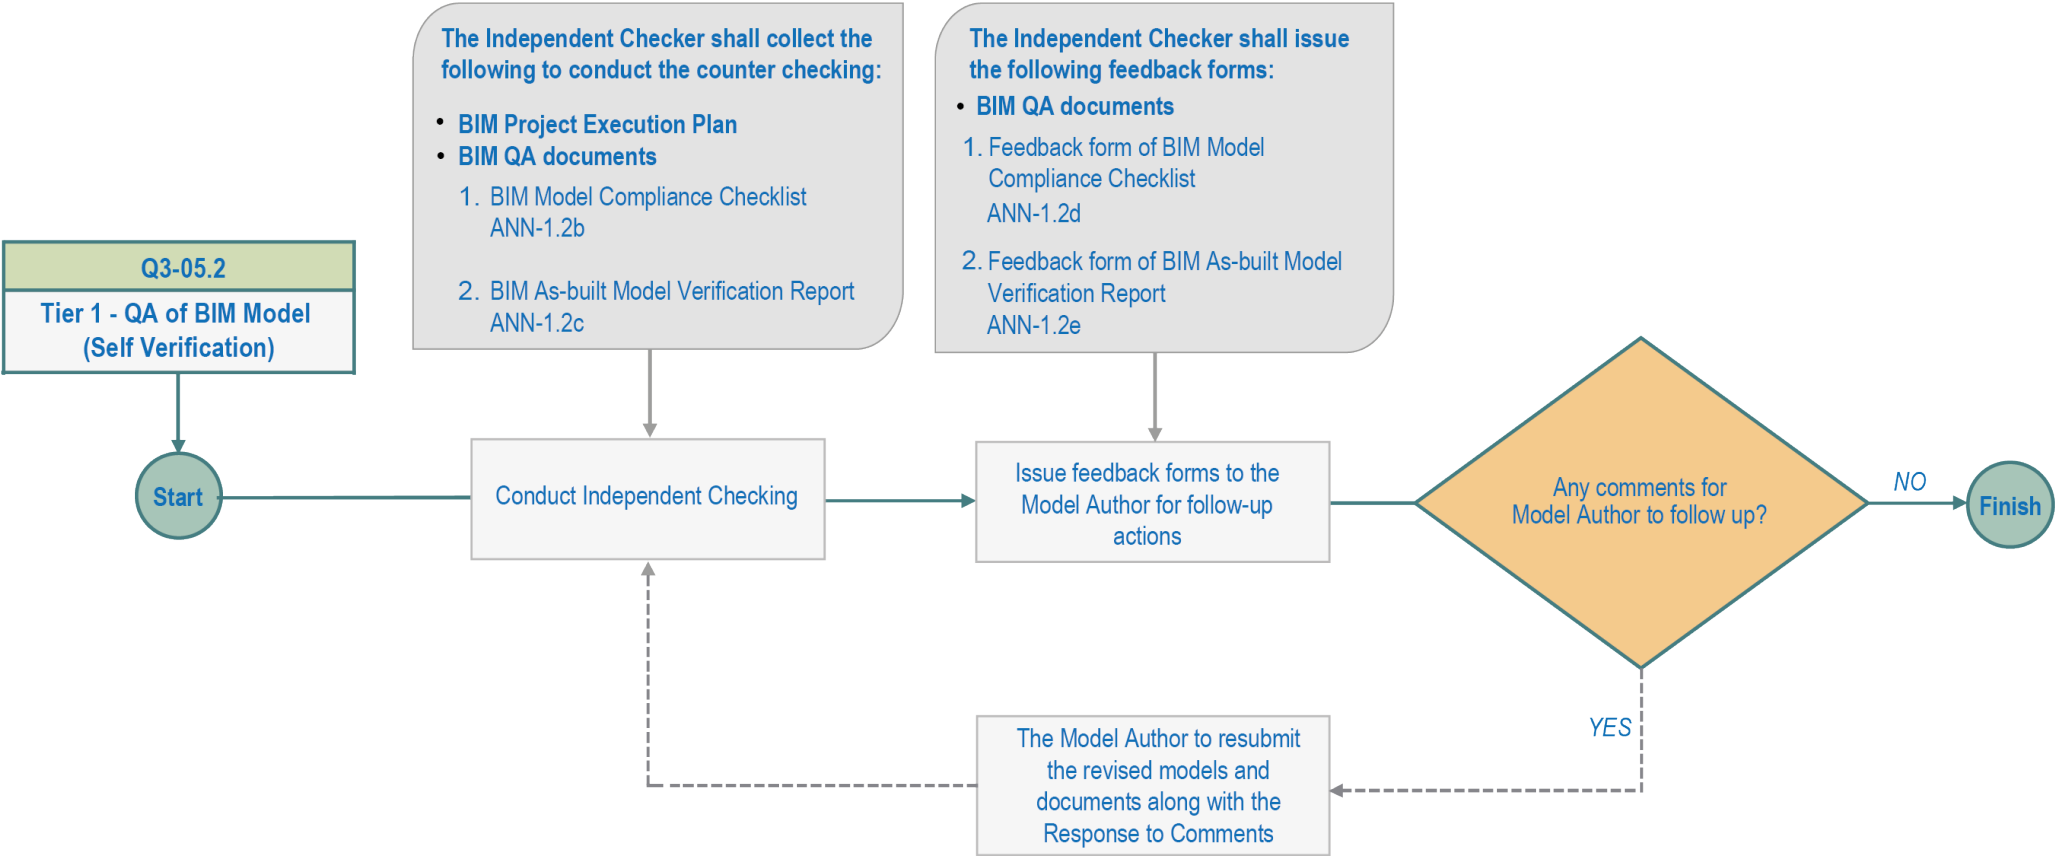 The Independent Checker shall collect the
following to conduct the counter checking:
• BIM Project Execution Plan
• BIM QA documents
1. BIM Model Compliance Checklist
ANN-1.2b
2. BIM As-built Model Verification Report
ANN-1.2c
The Independent Checker shall issue
the following feedback forms:
• BIM QA documents
1. Feedback form of BIM Model
Compliance Checklist
ANN-1.2d
2. Feedback form of BIM As-built Model
Verification Report
ANN-1.2e
Q3-05.2
Tier 1 - QA of BIM Model
(Self Verification)
Start
Conduct Independent Checking
Issue feedback forms to the
Model Author for follow-up
actions
Any comments for
Model Author to follow up?
NO
Finish
YES
The Model Author to resubmit
the revised models and
documents along with the
Response to Comments